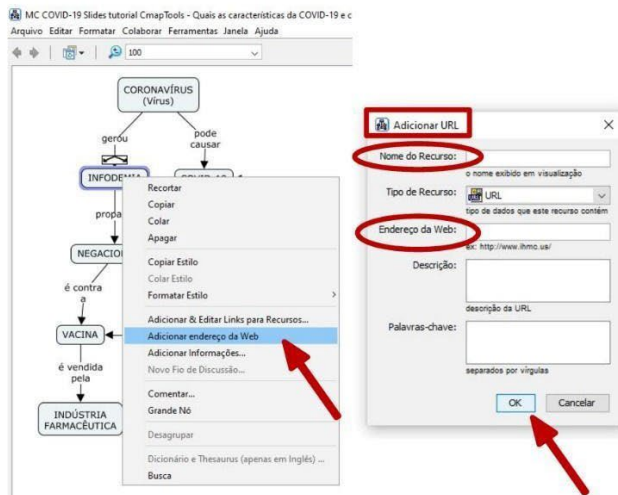 MC COVID-19 Slides tutorial CmapTools - Quais as características da COVID-19 e c
Arquivo Editar Formatar Colaborar Ferramentas Janela Ajuda
100
CORONAVÍRUS
(Vírus)
gerou
pode
causar
INFODEMIA
COVID-19
propa
NEGACIO
é contra
a
VACINA
é vendida
pela
INDÚSTRIA
FARMACÊUTICA
Recortar
Copiar
Colar
Apagar
Copiar Estilo
Colar Estilo
Formatar Estilo >
Adicionar & Editar Links para Recursos...
Adicionar endereço da Web
Adicionar Informações...
Novo Fio de Discussão...
Comentar...
Grande Nó
Desagrupar
Dicionário e Thesaurus (apenas em Inglês) ...
Busca
Adicionar URL
Nome do Recurso:
o nome exibido em visualização
Tipo de Recurso: URL
tipo de dados que este recurso contém
Endereço da Web:
ex: http://www.ihmc.us/
Descrição:
descrição da URL
Palavras-chave:
separados por vírgulas
OK Cancelar